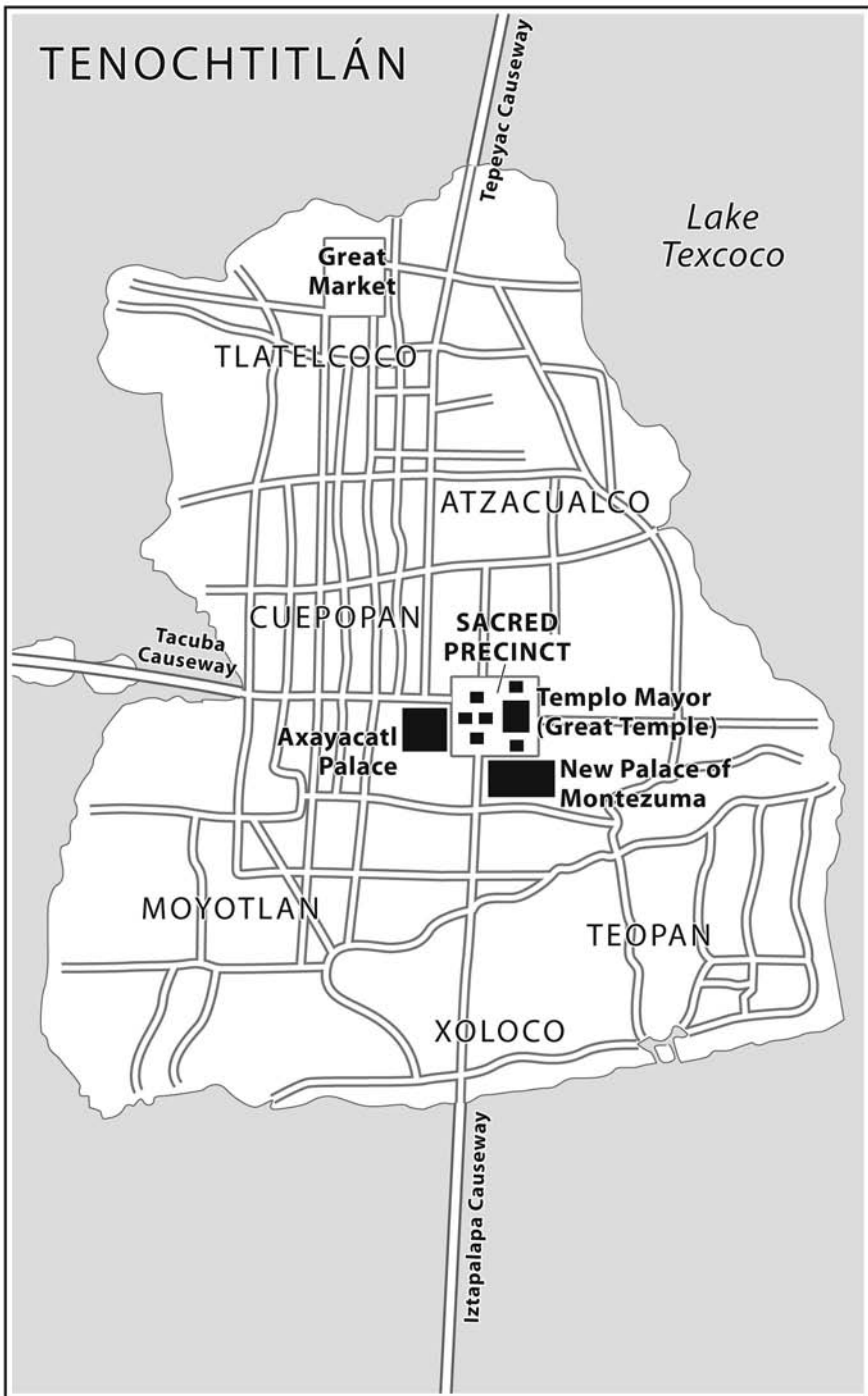 TENOCHTITLÁN
Tepeyac Causeway
Lake
Texcoco
Great
Market
TLATELCOCO
ATZACUALCO
CUEPOPAN
SACRED
PRECINCT
Tacuba
Causeway
Templo Mayor
(Great Temple)
Axayacatl
Palace
New Palace of
Montezuma
MOYOTLAN
TEOPAN
XOLOCO
Iztapalapa Causeway